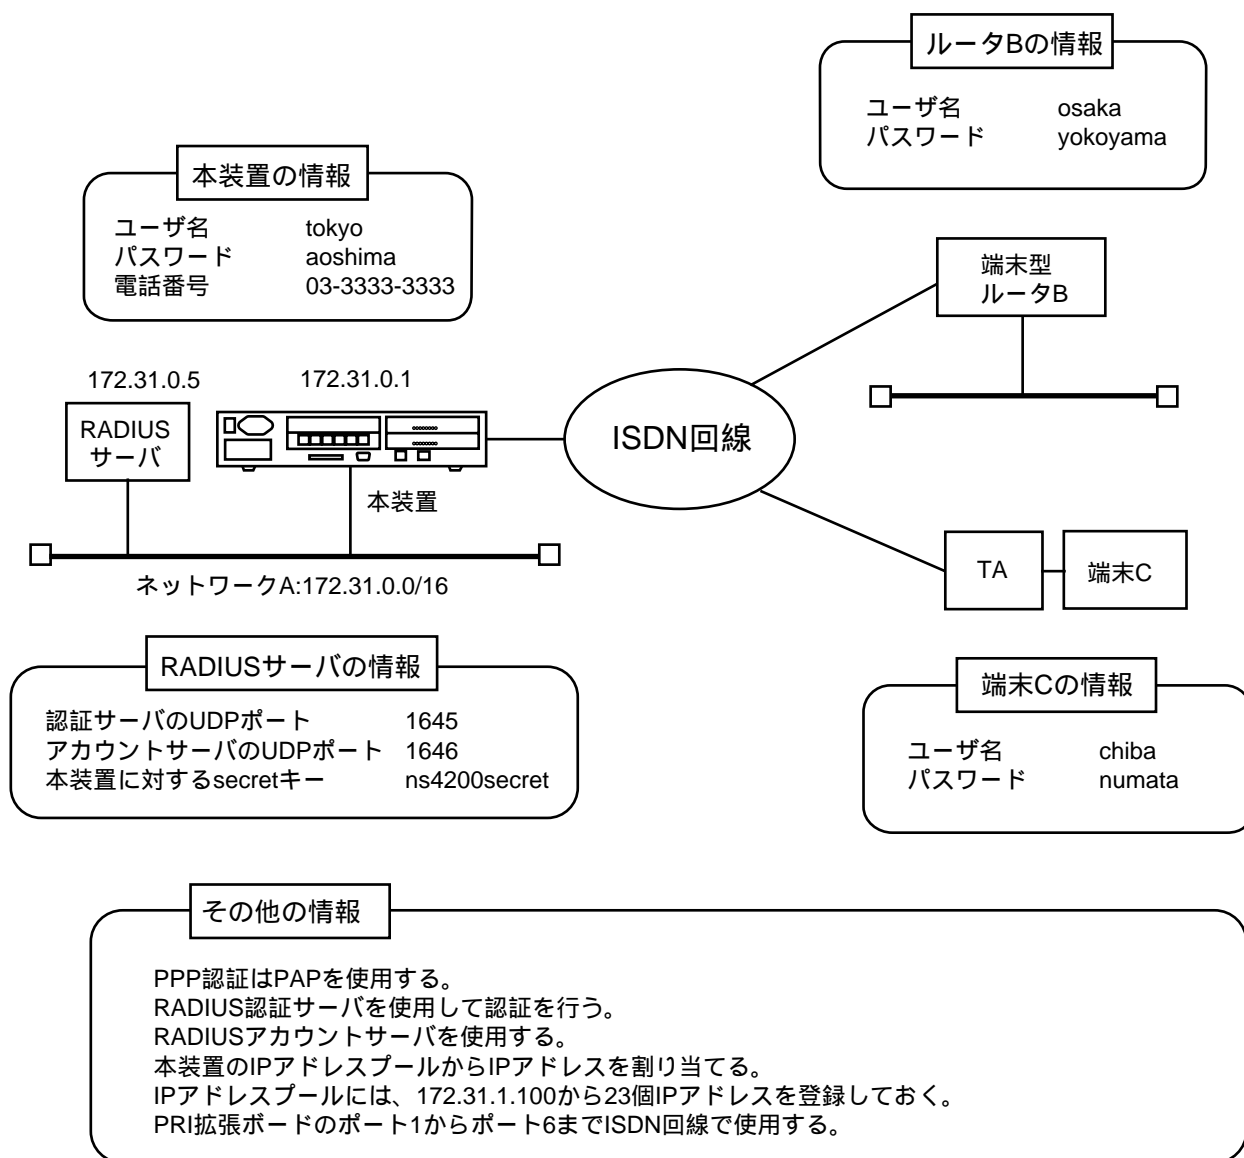 ルータBの情報
ユーザ名 osaka
パスワード yokoyama
本装置の情報
ユーザ名 tokyo
パスワード aoshima
電話番号 03-3333-3333
端末型
ルータB
172.31.0.5 172.31.0.1
RADIUS
サーバ
ISDN回線
本装置
TA
端末C
ネットワークA:172.31.0.0/16
RADIUSサーバの情報
認証サーバのUDPポート 1645
アカウントサーバのUDPポート 1646
本装置に対するsecretキー ns4200secret
端末Cの情報
ユーザ名 chiba
パスワード numata
その他の情報
PPP認証はPAPを使用する。
RADIUS認証サーバを使用して認証を行う。
RADIUSアカウントサーバを使用する。
本装置のIPアドレスプールからIPアドレスを割り当てる。
IPアドレスプールには、172.31.1.100から23個IPアドレスを登録しておく。
PRI拡張ボードのポート1からポート6までISDN回線で使用する。